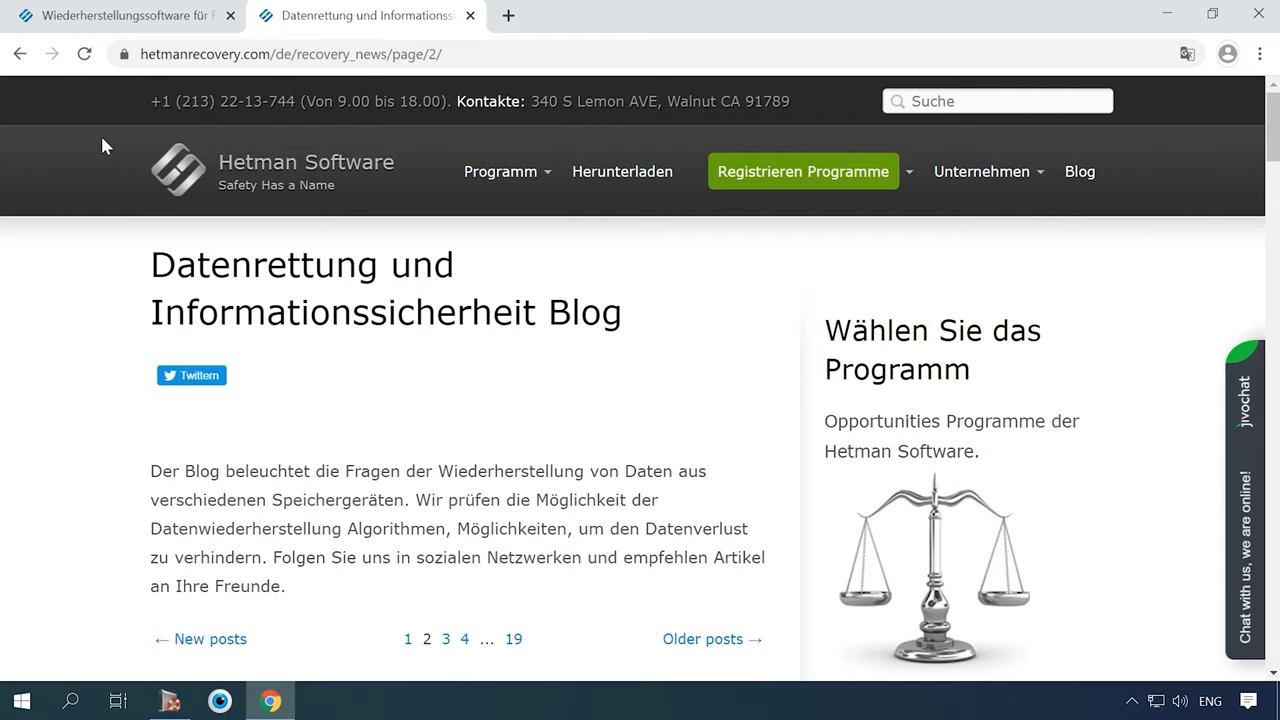 Wiederherstellungssoftware für F
Datenrettung und Informationssi
hetmanrecovery.com/de/recovery_news/page/2/
+1 (213) 22-13-744 (Von 9.00 bis 18.00). Kontakte: 340 S Lemon AVE, Walnut CA 91789
Suche
Hetman Software
Safety Has a Name
Programm
Herunterladen
Registrieren Programme
Unternehmen
Blog
Datenrettung und
Informationssicherheit Blog
Twittern
Der Blog beleuchtet die Fragen der Wiederherstellung von Daten aus
verschiedenen Speichergeräten. Wir prüfen die Möglichkeit der
Datenwiederherstellung Algorithmen, Möglichkeiten, um den Datenverlust
zu verhindern. Folgen Sie uns in sozialen Netzwerken und empfehlen Artikel
an Ihre Freunde.
← New posts
1 2 3 4 ... 19
Older posts →
Wählen Sie das
Programm
Opportunities Programme der
Hetman Software.
jivochat
Chat with us, we are online!
ENG